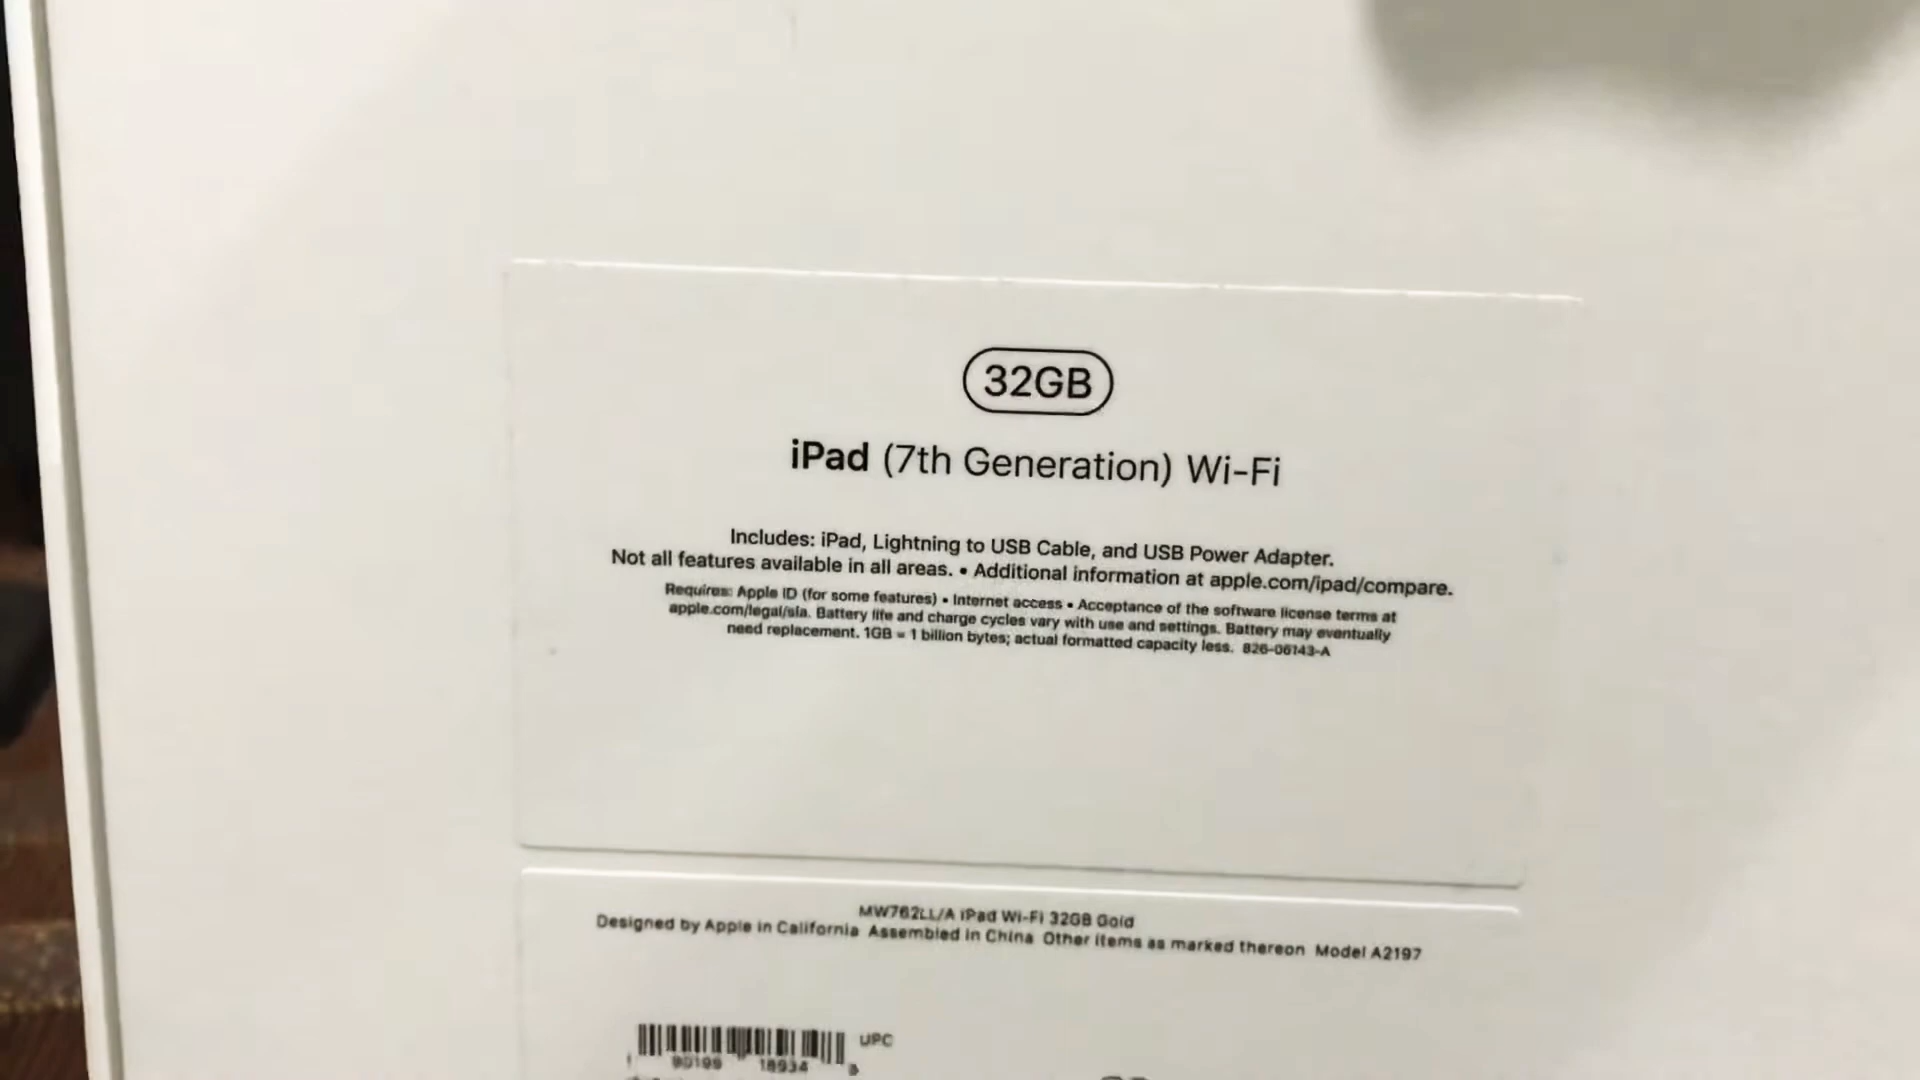 32GB
iPad (7th Generation) Wi-Fi
Includes: iPad, Lightning to USB Cable, and USB Power Adapter.
Not all features available in all areas. • Additional information at apple.com/ipad/compare.
Requires: Apple ID (for some features) • Internet access • Acceptance of the software license terms at
apple.com/legal/sla. Battery life and charge cycles vary with use and settings. Battery may eventually
need replacement. 1GB = 1 billion bytes; actual formatted capacity less. 826-06143-A
MW762LL/A iPad Wi-Fi 32GB Gold
Designed by Apple in California Assembled in China Other items as marked thereon Model A2197
UPC
90199 18934